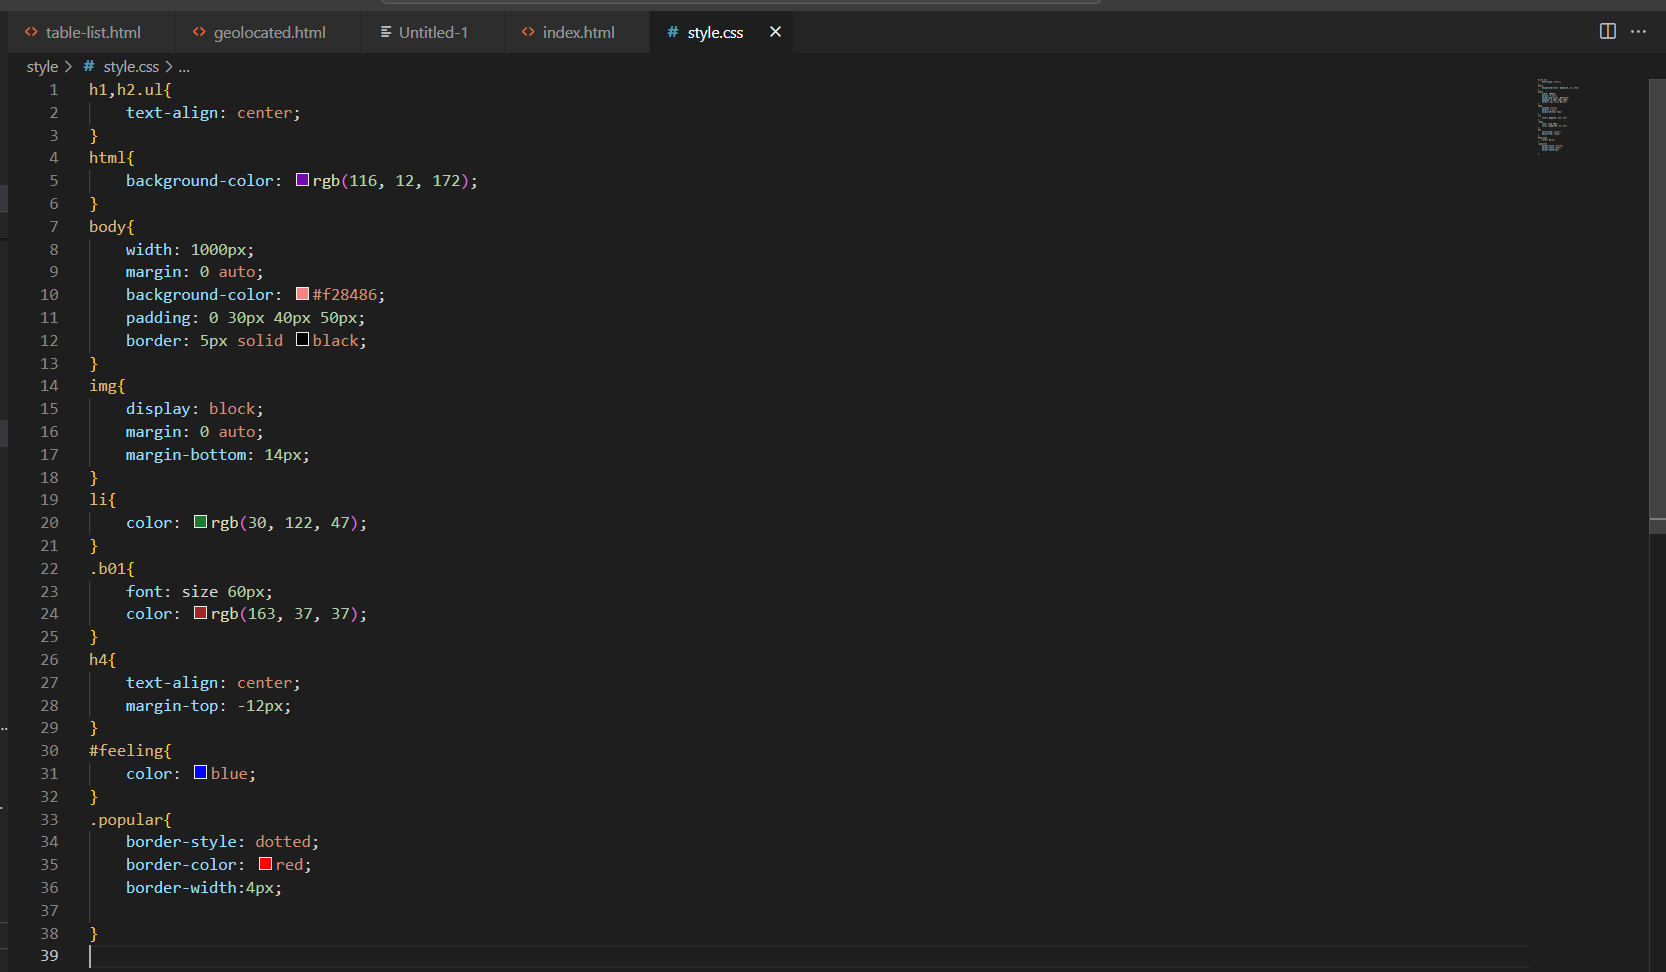 table-list.html geolocated.html Untitled-1 index.html # style.css
style > # style.css > ...
1 h1,h2.ul{
2 text-align: center;
3 }
4 html{
5 background-color: rgb(116, 12, 172);
6 }
7 body{
8 width: 1000px;
9 margin: 0 auto;
10 background-color: #f28486;
11 padding: 0 30px 40px 50px;
12 border: 5px solid black;
13 }
14 img{
15 display: block;
16 margin: 0 auto;
17 margin-bottom: 14px;
18 }
19 li{
20 color: rgb(30, 122, 47);
21 }
22 .b01{
23 font: size 60px;
24 color: rgb(163, 37, 37);
25 }
26 h4{
27 text-align: center;
28 margin-top: -12px;
29 }
30 #feeling{
31 color: blue;
32 }
33 .popular{
34 border-style: dotted;
35 border-color: red;
36 border-width:4px;
37
38 }
39